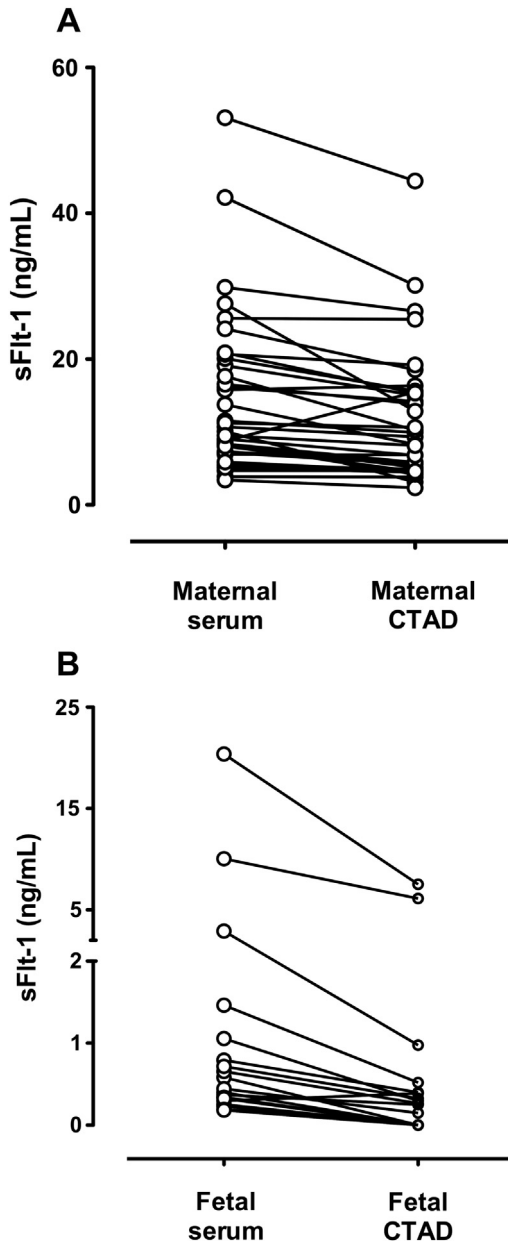 A
sFlt-1 (ng/mL)
60
40
20
0
Maternal
serum
Maternal
CTAD
B
sFlt-1 (ng/mL)
25
15
5
2
1
0
Fetal
serum
Fetal
CTAD